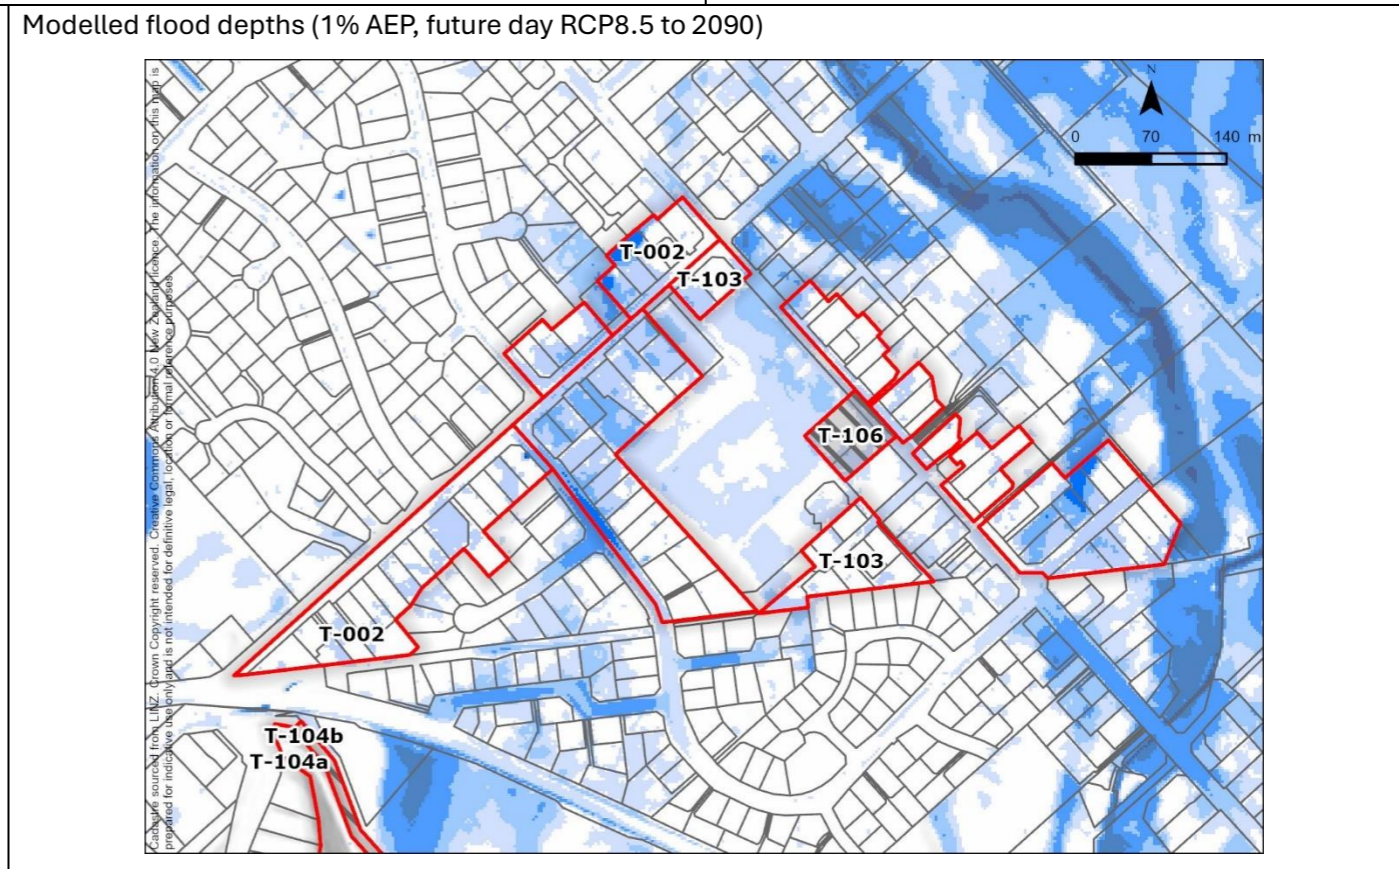 Modelled flood depths (1% AEP, future day RCP8.5 to 2090)
Cadastre sourced from LINZ. Crown Copyright reserved. Creative Commons Attribution 4.0 New Zealand licence. The information on this map is
prepared for indicative use only and is not intended for definitive legal, location or formal reference purposes.
N
0 70 140 m
T-002
T-103
T-106
T-103
T-002
T-104b
T-104a